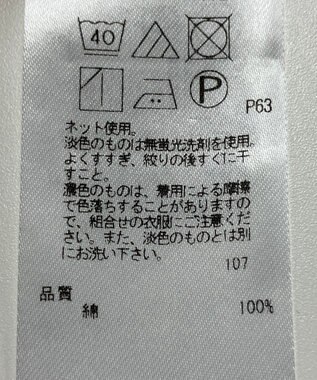 40
P
P63
ネット使用。
淡色のものは無蛍光洗剤を使用。
よくすすぎ、絞りの後すぐに干
すこと。
濃色のものは、着用による摩擦
で色落ちすることがありますの
で、組合せの衣服にご注意くだ
さい。また、淡色のものとは別
にお洗い下さい。
107
品質
綿 100%